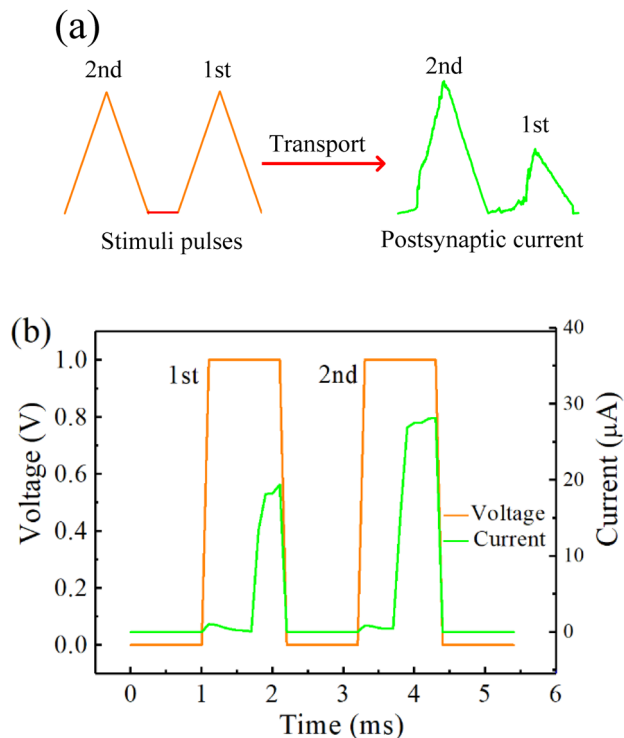 (a)
2nd
1st
2nd
1st
Transport
Stimuli pulses
Postsynaptic current
(b)
Voltage (V)
1.0
0.8
0.6
0.4
0.2
0.0
1st
2nd
Voltage
Current
40
30
20
10
0
Current (μA)
0
1
2
3
4
5
6
Time (ms)